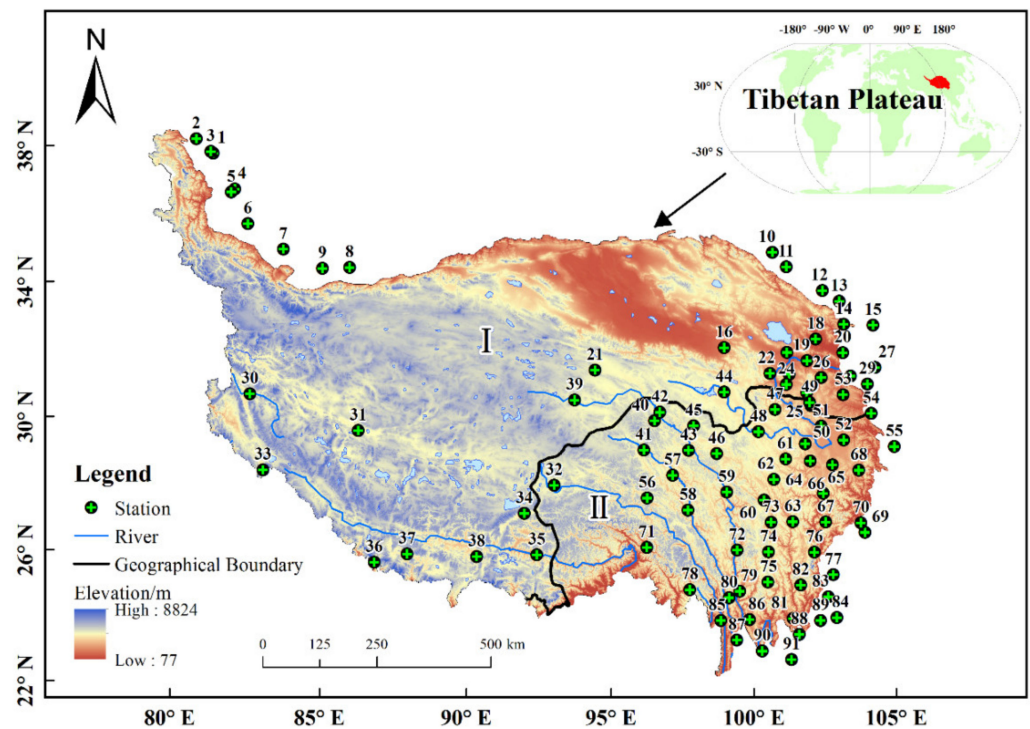 -180° -90° W 0° 90° E 180°
30° N
Tibetan Plateau
-30° S
N
38° N
34° N
30° N
26° N
22° N
2 3 1
5 4
6
7
9 8
10
11
12
13
14 15
16 18
19 20
21 22 24 26 27
29
30
39 44 53
31
40 42 47 54
25 51
41 43 45 48 49 50 52 55
46 61
33
32 57 59 62 64 65 68
56 58 66
34 60 73 63 67 70 69
71 72 74 76
36 37 38 35
75 77
78 79 82 83
80 81
85 86 88 89 84
87 90 91
I
II
Legend
Station
River
Geographical Boundary
Elevation/m
High : 8824
Low : 77
0 125 250 500 km
80° E 85° E 90° E 95° E 100° E 105° E